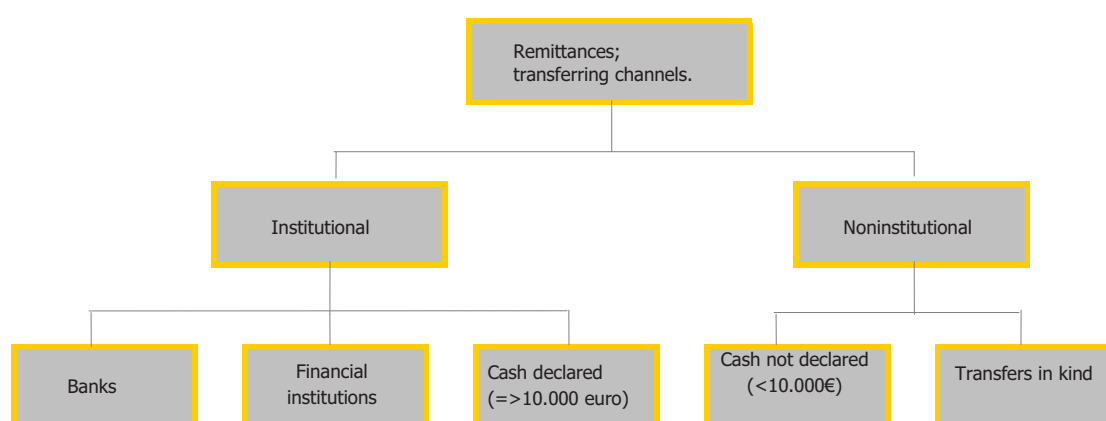 Remittances;
transferring channels.
Institutional
Noninstitutional
Banks
Financial
institutions
Cash declared
(=>10.000 euro)
Cash not declared
(<10.000€)
Transfers in kind